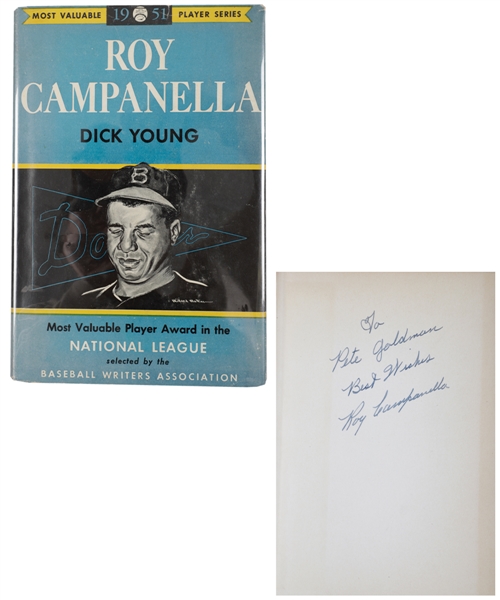 MOST VALUABLE 1951 PLAYER SERIES
ROY
CAMPANELLA
DICK YOUNG
Dodgers
Most Valuable Player Award in the
NATIONAL LEAGUE
selected by the
BASEBALL WRITERS ASSOCIATION
To
Pete Goldman
Best Wishes
Roy Campanella